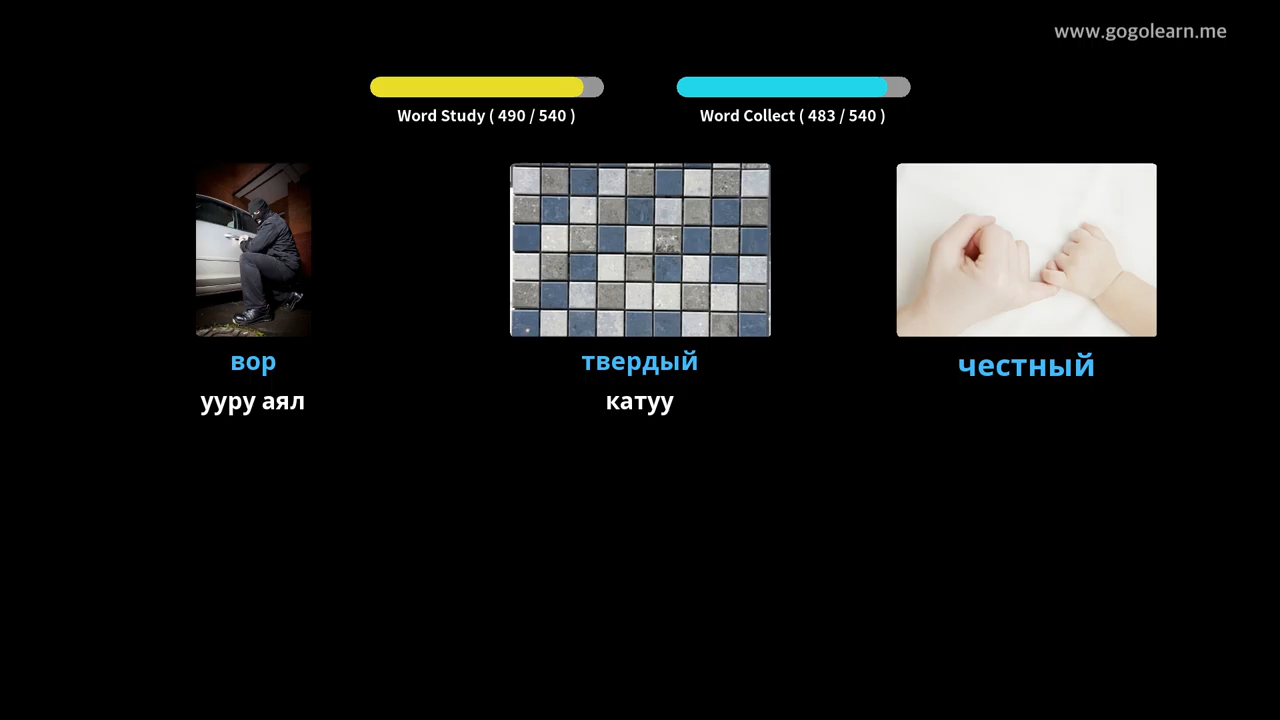 www.gogolearn.me
Word Study ( 490 / 540 )
Word Collect ( 483 / 540 )
вор
ууру аял
твердый
катуу
честный